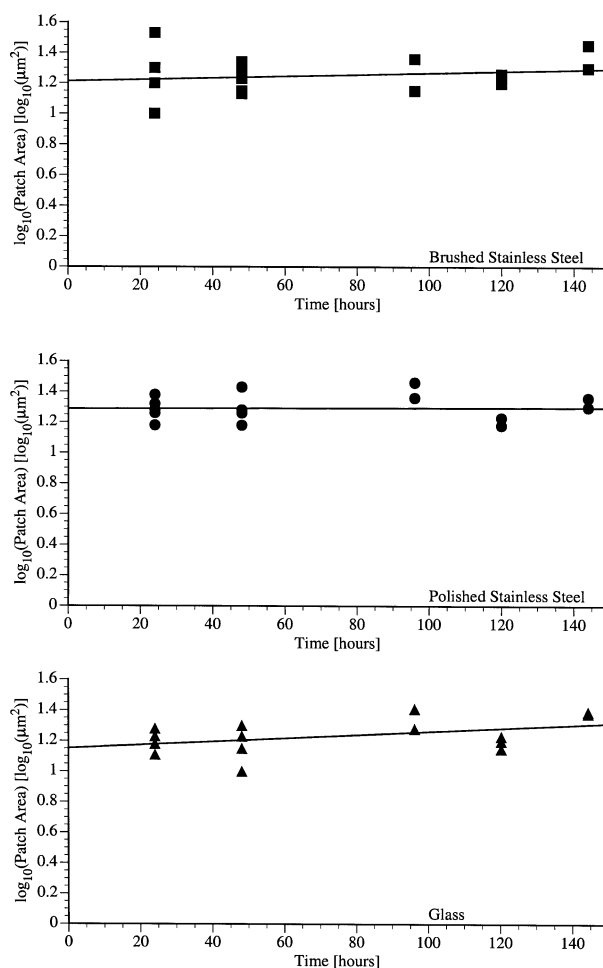 1.6
1.4
1.2
1
0.8
0.6
0.4
0.2
0
log10(Patch Area) [log10(μm2)]
Brushed Stainless Steel
0 20 40 60 80 100 120 140
Time [hours]
1.6
1.4
1.2
1
0.8
0.6
0.4
0.2
0
log10(Patch Area) [log10(μm2)]
Polished Stainless Steel
0 20 40 60 80 100 120 140
Time [hours]
1.6
1.4
1.2
1
0.8
0.6
0.4
0.2
0
log10(Patch Area) [log10(μm2)]
Glass
0 20 40 60 80 100 120 140
Time [hours]